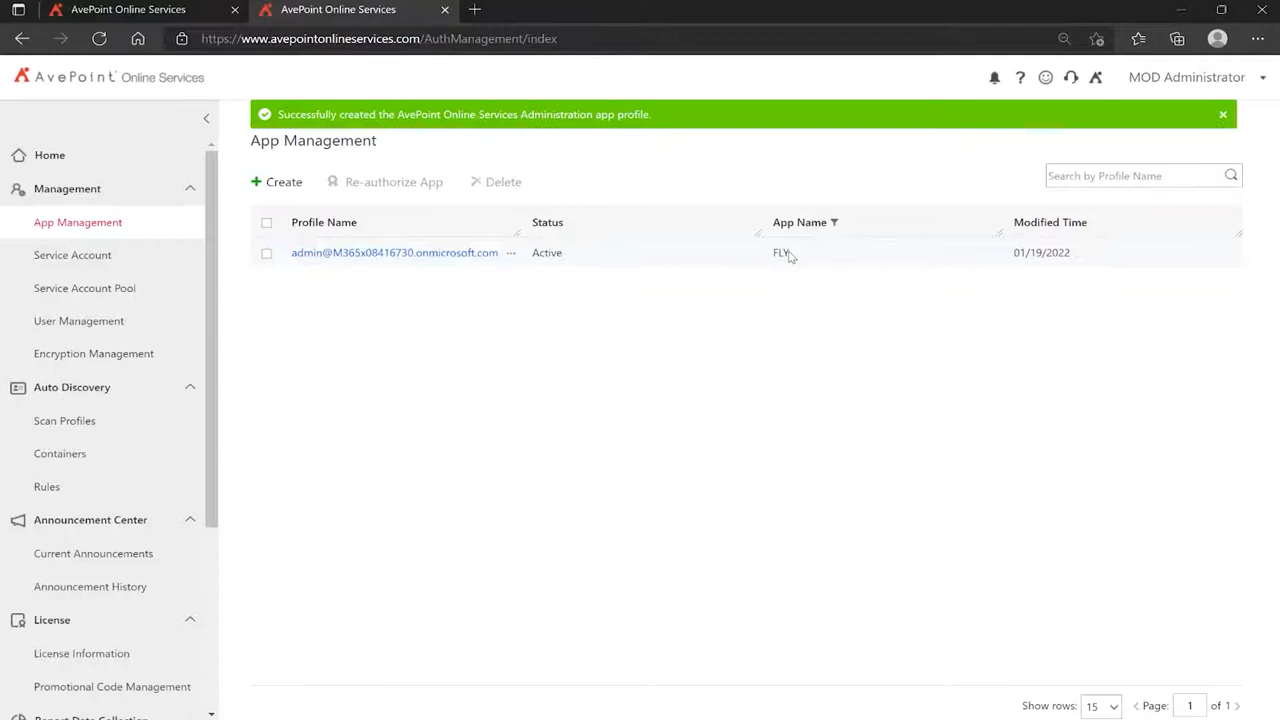 AvePoint Online Services
AvePoint Online Services
https://www.avepointonlineservices.com/AuthManagement/index
AvePoint Online Services
MOD Administrator
Successfully created the AvePoint Online Services Administration app profile.
App Management
Create
Re-authorize App
Delete
Search by Profile Name
Profile Name
Status
App Name
Modified Time
admin@M365x08416730.onmicrosoft.com
Active
FLY
01/19/2022
Home
Management
App Management
Service Account
Service Account Pool
User Management
Encryption Management
Auto Discovery
Scan Profiles
Containers
Rules
Announcement Center
Current Announcements
Announcement History
License
License Information
Promotional Code Management
Report Data Collection
Show rows: 15 Page: 1 of 1